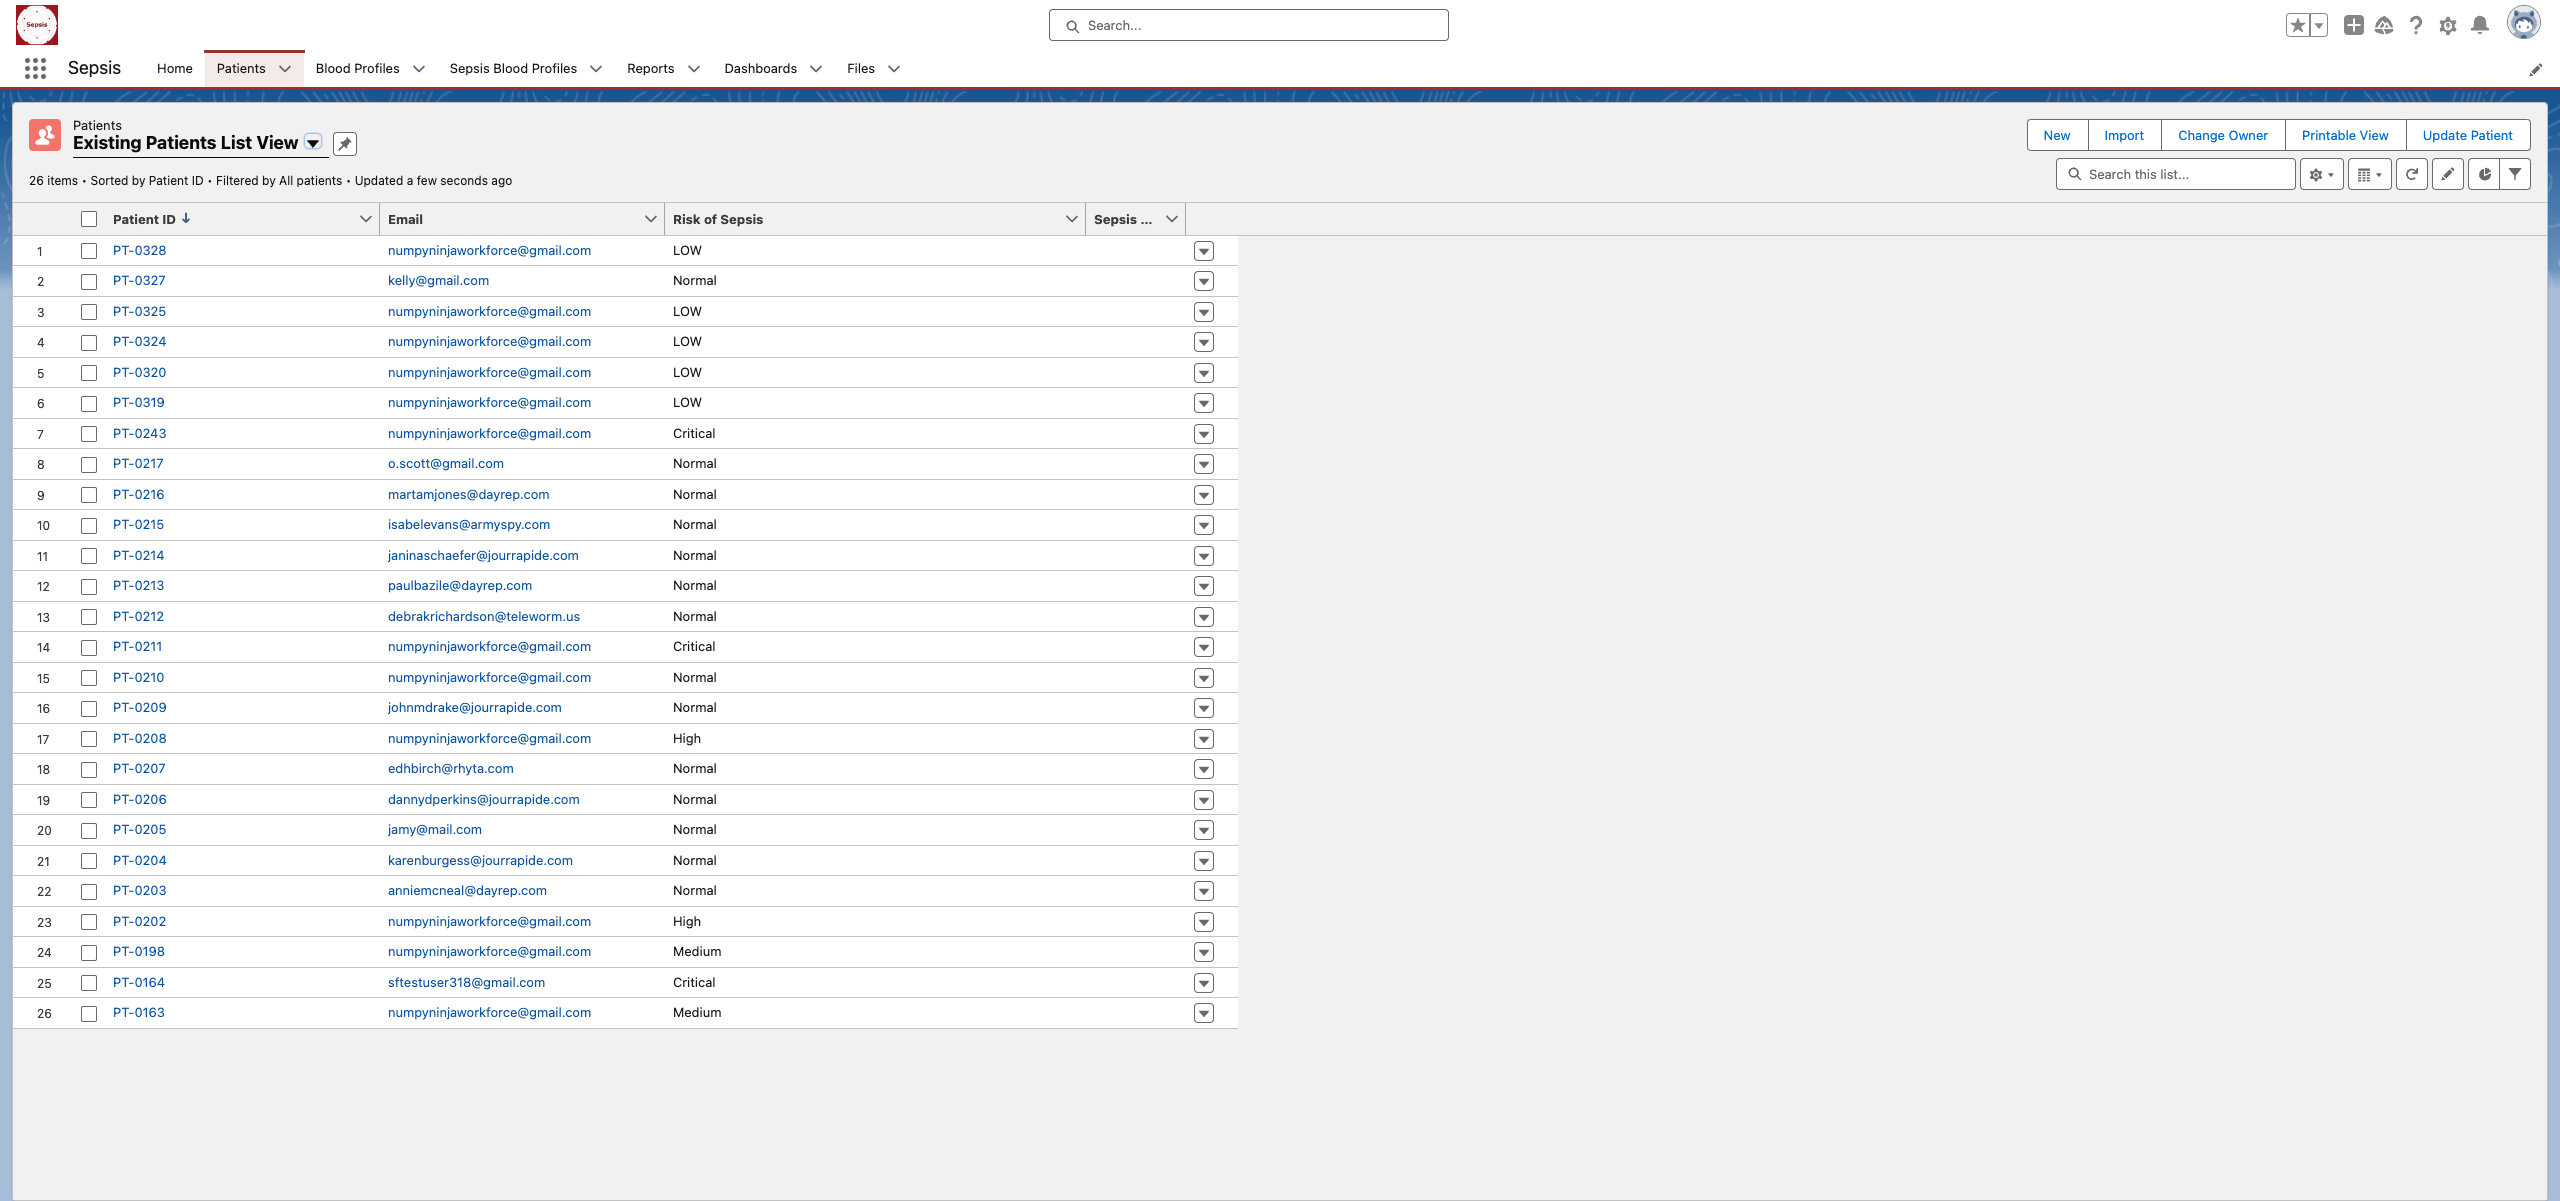 Sepsis
Search...
Sepsis Home Patients Blood Profiles Sepsis Blood Profiles Reports Dashboards Files
Patients
Existing Patients List View
New Import Change Owner Printable View Update Patient
26 items • Sorted by Patient ID • Filtered by All patients • Updated a few seconds ago
Search this list...
Patient ID Email Risk of Sepsis Sepsis ...
1 PT-0328 numpyninjaworkforce@gmail.com LOW
2 PT-0327 kelly@gmail.com Normal
3 PT-0325 numpyninjaworkforce@gmail.com LOW
4 PT-0324 numpyninjaworkforce@gmail.com LOW
5 PT-0320 numpyninjaworkforce@gmail.com LOW
6 PT-0319 numpyninjaworkforce@gmail.com LOW
7 PT-0243 numpyninjaworkforce@gmail.com Critical
8 PT-0217 o.scott@gmail.com Normal
9 PT-0216 martamjones@dayrep.com Normal
10 PT-0215 isabelevans@armyspy.com Normal
11 PT-0214 janinaschaefer@jourrapide.com Normal
12 PT-0213 paulbazile@dayrep.com Normal
13 PT-0212 debrakrichardson@teleworm.us Normal
14 PT-0211 numpyninjaworkforce@gmail.com Critical
15 PT-0210 numpyninjaworkforce@gmail.com Normal
16 PT-0209 johnmdrake@jourrapide.com Normal
17 PT-0208 numpyninjaworkforce@gmail.com High
18 PT-0207 edhbirch@rhyta.com Normal
19 PT-0206 dannydperkins@jourrapide.com Normal
20 PT-0205 jamy@mail.com Normal
21 PT-0204 karenburgess@jourrapide.com Normal
22 PT-0203 anniemcneal@dayrep.com Normal
23 PT-0202 numpyninjaworkforce@gmail.com High
24 PT-0198 numpyninjaworkforce@gmail.com Medium
25 PT-0164 sftestuser318@gmail.com Critical
26 PT-0163 numpyninjaworkforce@gmail.com Medium